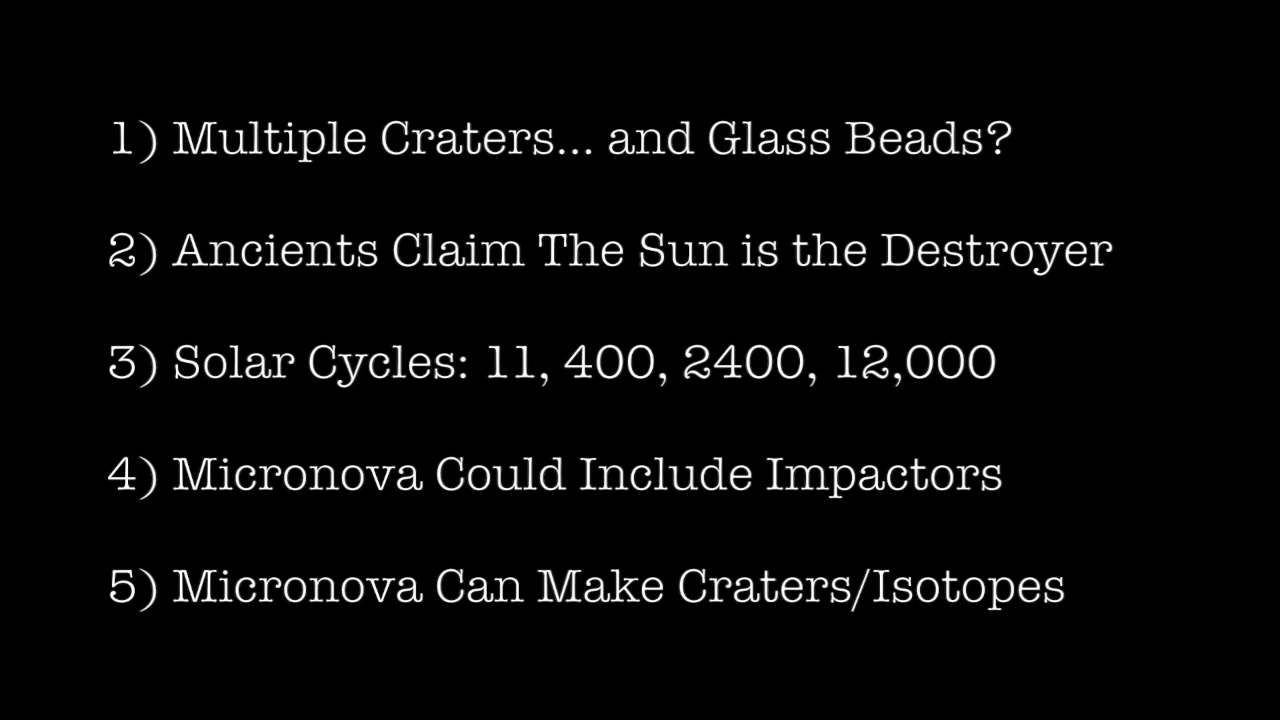 1) Multiple Craters... and Glass Beads?
2) Ancients Claim The Sun is the Destroyer
3) Solar Cycles: 11, 400, 2400, 12,000
4) Micronova Could Include Impactors
5) Micronova Can Make Craters/Isotopes